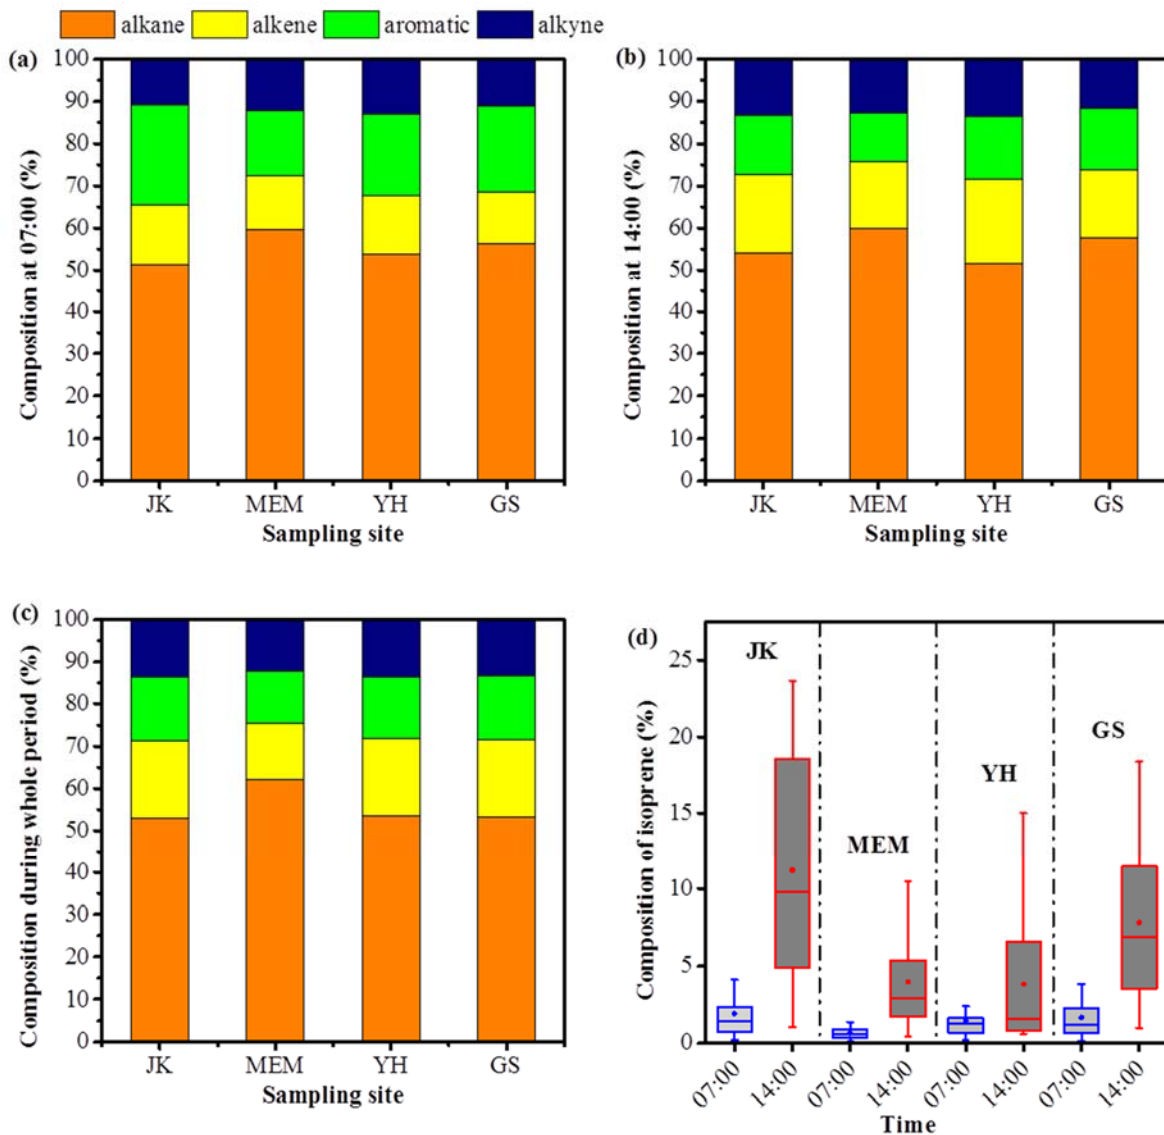 alkane alkene aromatic alkyne
(a)
Composition at 07:00 (%)
100
90
80
70
60
50
40
30
20
10
0
JK MEM YH GS
Sampling site
(b)
Composition at 14:00 (%)
100
90
80
70
60
50
40
30
20
10
0
JK MEM YH GS
Sampling site
(c)
Composition during whole period (%)
100
90
80
70
60
50
40
30
20
10
0
JK MEM YH GS
Sampling site
(d)
Composition of isoprene (%)
25
20
15
10
5
0
JK
MEM
YH
GS
07:00 14:00 07:00 14:00 07:00 14:00 07:00 14:00
Time